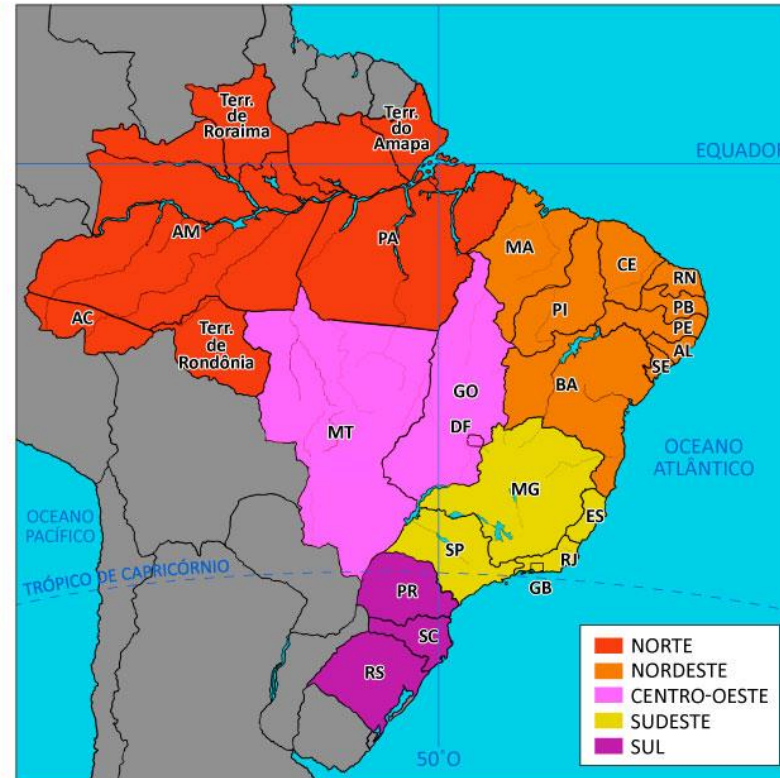 Terr.
de
Roraima
Terr.
do
Amapa
EQUADOR
AM
PA
MA
CE
RN
PB
PI
PE
AL
SE
AC
Terr.
de
Rondônia
BA
GO
DF
MT
OCEANO
ATLÂNTICO
MG
ES
OCEANO
PACÍFICO
SP
RJ
GB
TRÓPICO DE CAPRICÓRNIO
PR
SC
RS
NORTE
NORDESTE
CENTRO-OESTE
SUDESTE
SUL
50°O